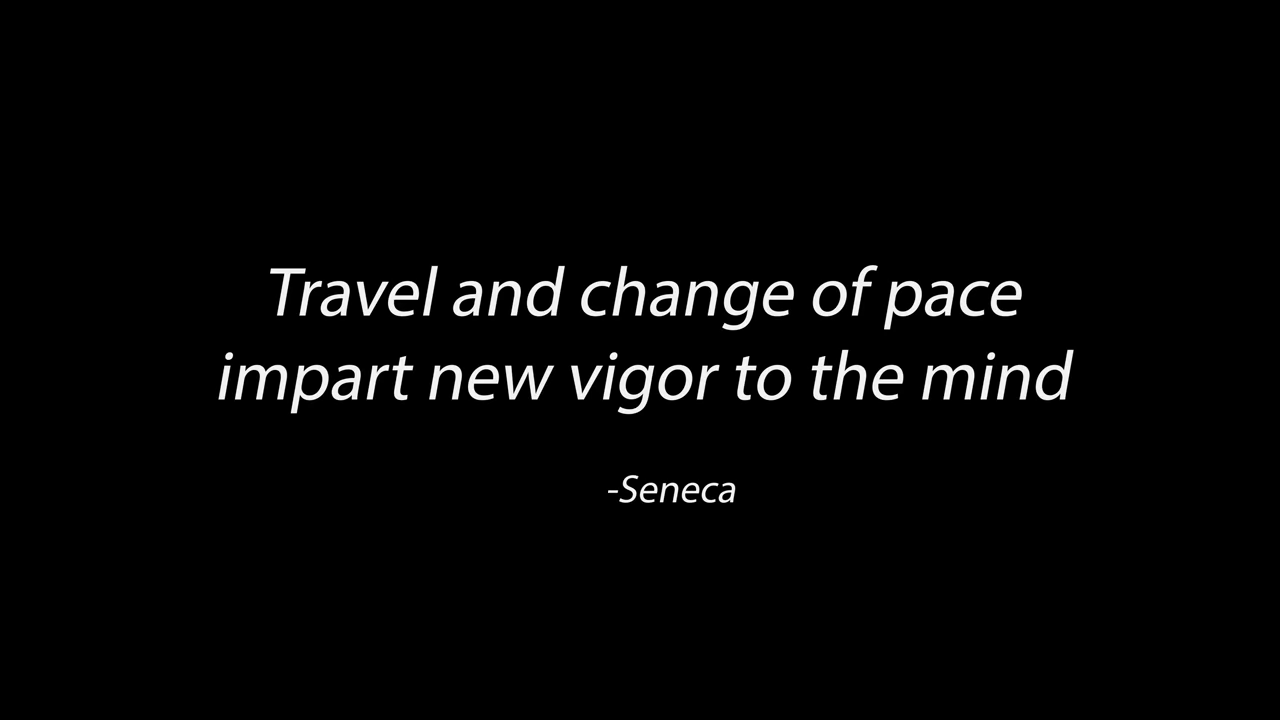 Travel and change of pace
impart new vigor to the mind
-Seneca